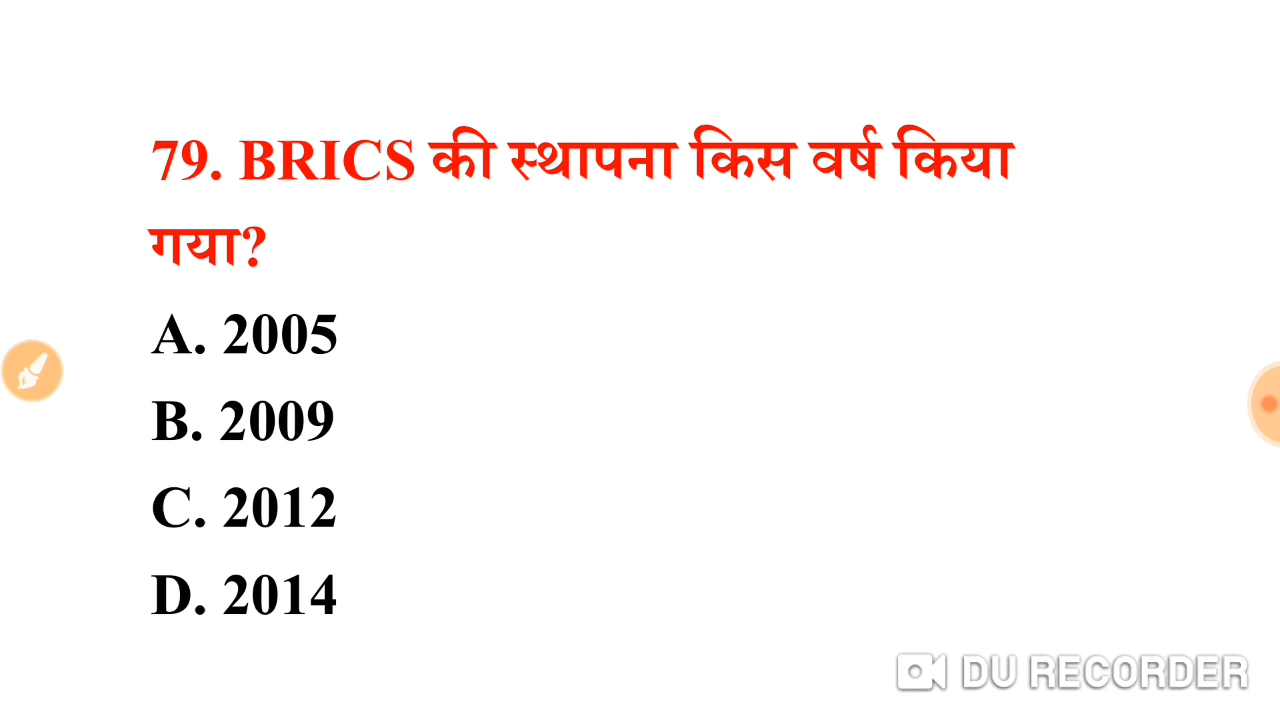 79. BRICS की स्थापना किस वर्ष किया
गया?
A. 2005
B. 2009
C. 2012
D. 2014
DU RECORDER